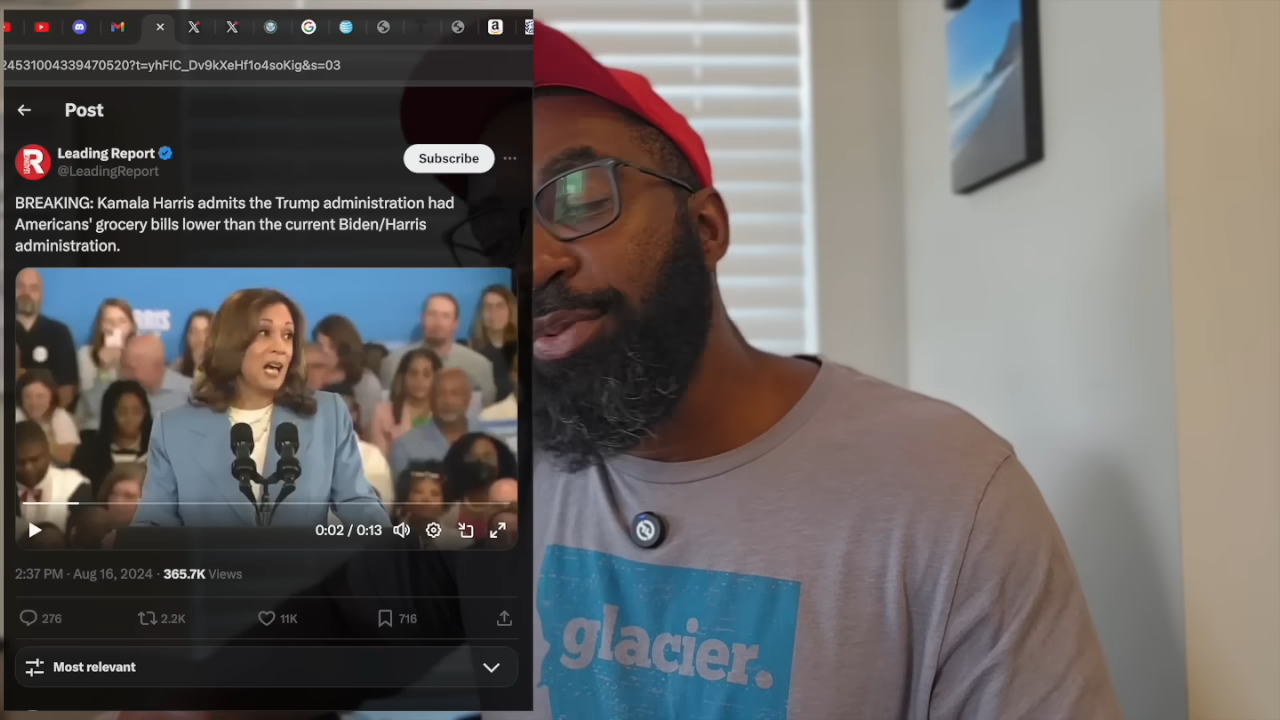 24531004339470520?t=yhFIC_Dv9kXeHf1o4soKig&s=03
Post
Leading Report
@LeadingReport
Subscribe
BREAKING: Kamala Harris admits the Trump administration had
Americans' grocery bills lower than the current Biden/Harris
administration.
RRIS
0:02 / 0:13
2:37 PM · Aug 16, 2024 · 365.7K Views
276
2.2K
11K
716
Most relevant
glacier.